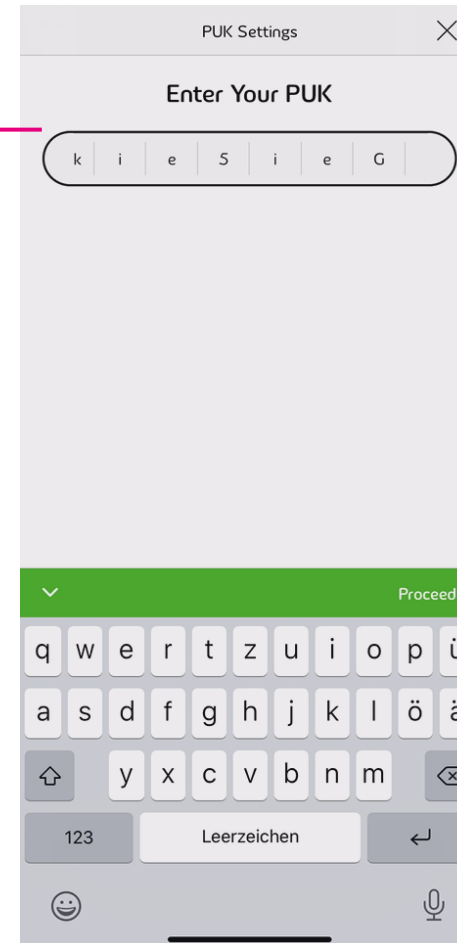 PUK Settings
Enter Your PUK
k i e S i e G
Proceed
q w e r t z u i o p ü
a s d f g h j k l ö ä
y x c v b n m
123 Leerzeichen